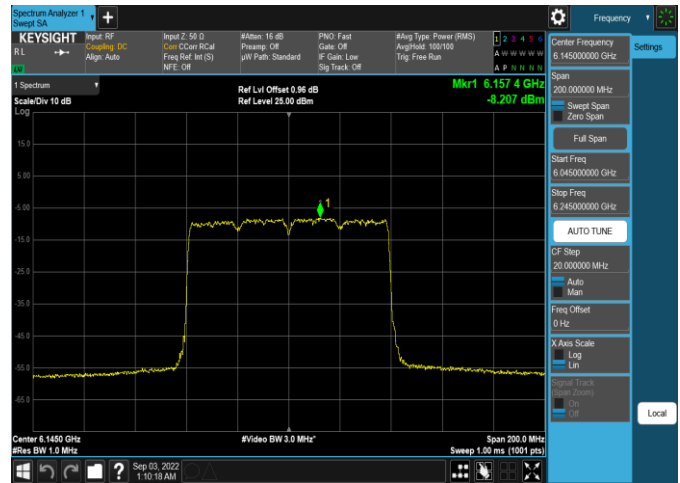 Spectrum Analyzer 1
Swept SA
+
Frequency
KEYSIGHT
R L
Input: RF
Coupling: DC
Align: Auto
Input Z: 50 Ω
Corr CCorr RCal
Freq Ref: Int (S)
NFE: Off
#Atten: 16 dB
Preamp: Off
µW Path: Standard
PNO: Fast
Gate: Off
IF Gain: Low
Sig Track: Off
#Avg Type: Power (RMS)
Avg|Hold: 100/100
Trig: Free Run
1 2 3 4 5 6
A W W W W W
A P N N N N
1 Spectrum
Scale/Div 10 dB
Log
Ref Lvl Offset 0.96 dB
Ref Level 25.00 dBm
Mkr1 6.157 4 GHz
-8.207 dBm
15.0
5.00
-5.00
-15.0
-25.0
-35.0
-45.0
-55.0
-65.0
1
Center 6.1450 GHz
#Res BW 1.0 MHz
#Video BW 3.0 MHz*
Span 200.0 MHz
Sweep 1.00 ms (1001 pts)
Sep 03, 2022
1:10:18 AM
?
Center Frequency
6.145000000 GHz
Settings
Span
200.000000 MHz
Swept Span
Zero Span
Full Span
Start Freq
6.045000000 GHz
Stop Freq
6.245000000 GHz
AUTO TUNE
CF Step
20.000000 MHz
Auto
Man
Freq Offset
0 Hz
X Axis Scale
Log
Lin
Signal Track
(Span Zoom)
On
Off
Local